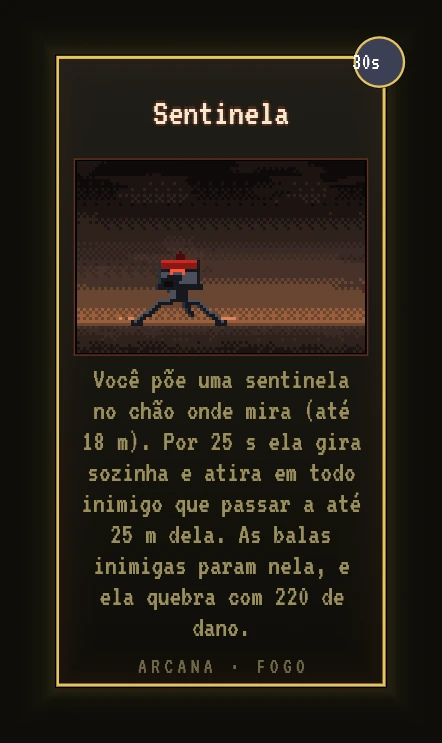 80s
Sentinela
Você põe uma sentinela
no chão onde mira (até
18 m). Por 25 s ela gira
sozinha e atira em todo
inimigo que passar a até
25 m dela. As balas
inimigas param nela, e
ela quebra com 220 de
dano.
ARCANA · FOGO